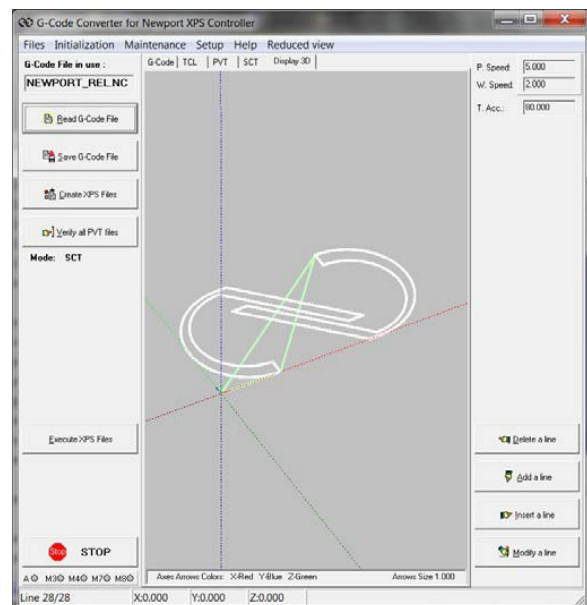 G-Code Converter for Newport XPS Controller
Files Initialization Maintenance Setup Help Reduced view
G-Code File in use :
NEWPORT_REL.NC
Read G-Code File
Save G-Code File
Create XPS Files
Verify all PVT files
Mode: SCT
Execute XPS Files
Stop STOP
A M3 M4 M7 M8
G-Code TCL PVT SCT Display 3D
Axes Arrows Colors: X-Red Y-Blue Z-Green Arrows Size 1.000
P. Speed: 5.000
W. Speed: 2.000
T. Acc.: 80.000
Delete a line
Add a line
Insert a line
Modify a line
Line 28/28 X:0.000 Y:0.000 Z:0.000